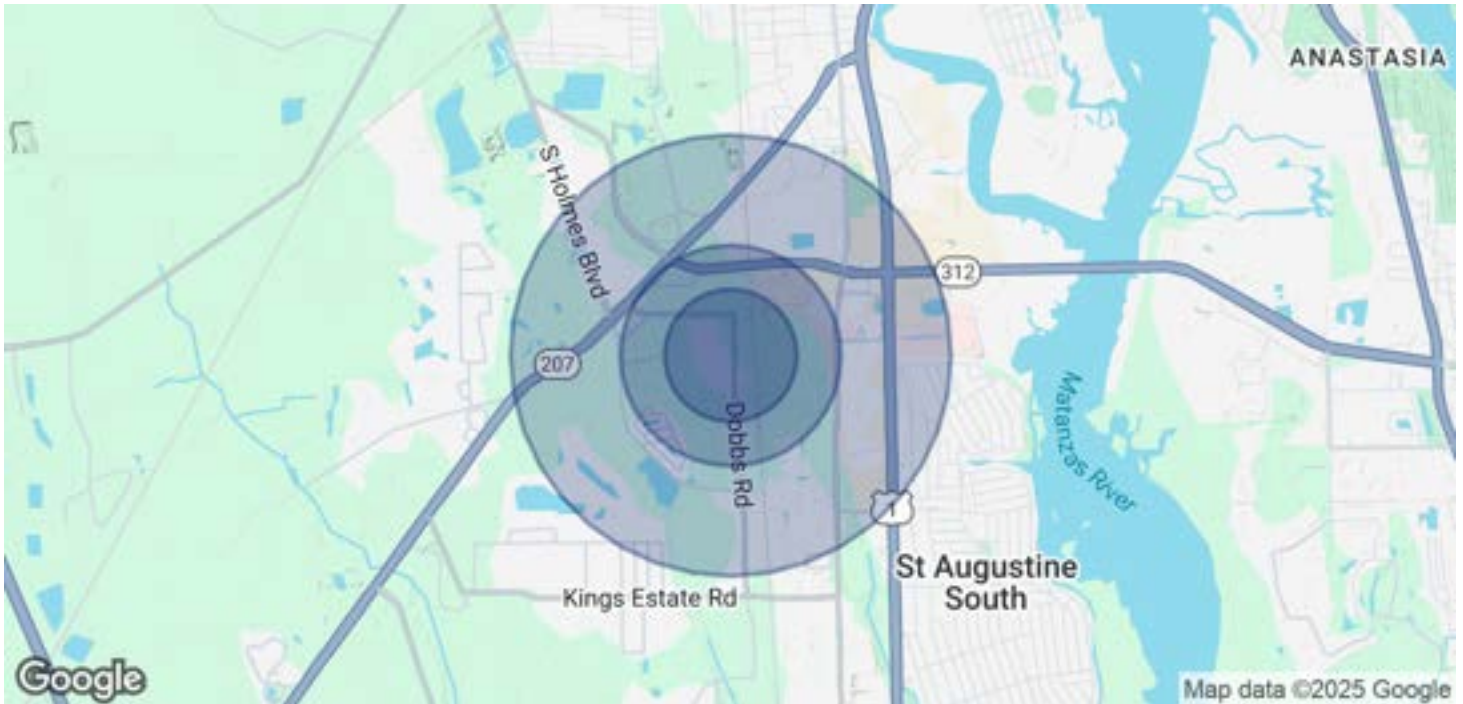 ANASTASIA
S Holmes Blvd
312
207
Dobbs Rd
Matanzas River
1
St Augustine
South
Kings Estate Rd
Google
Map data ©2025 Google